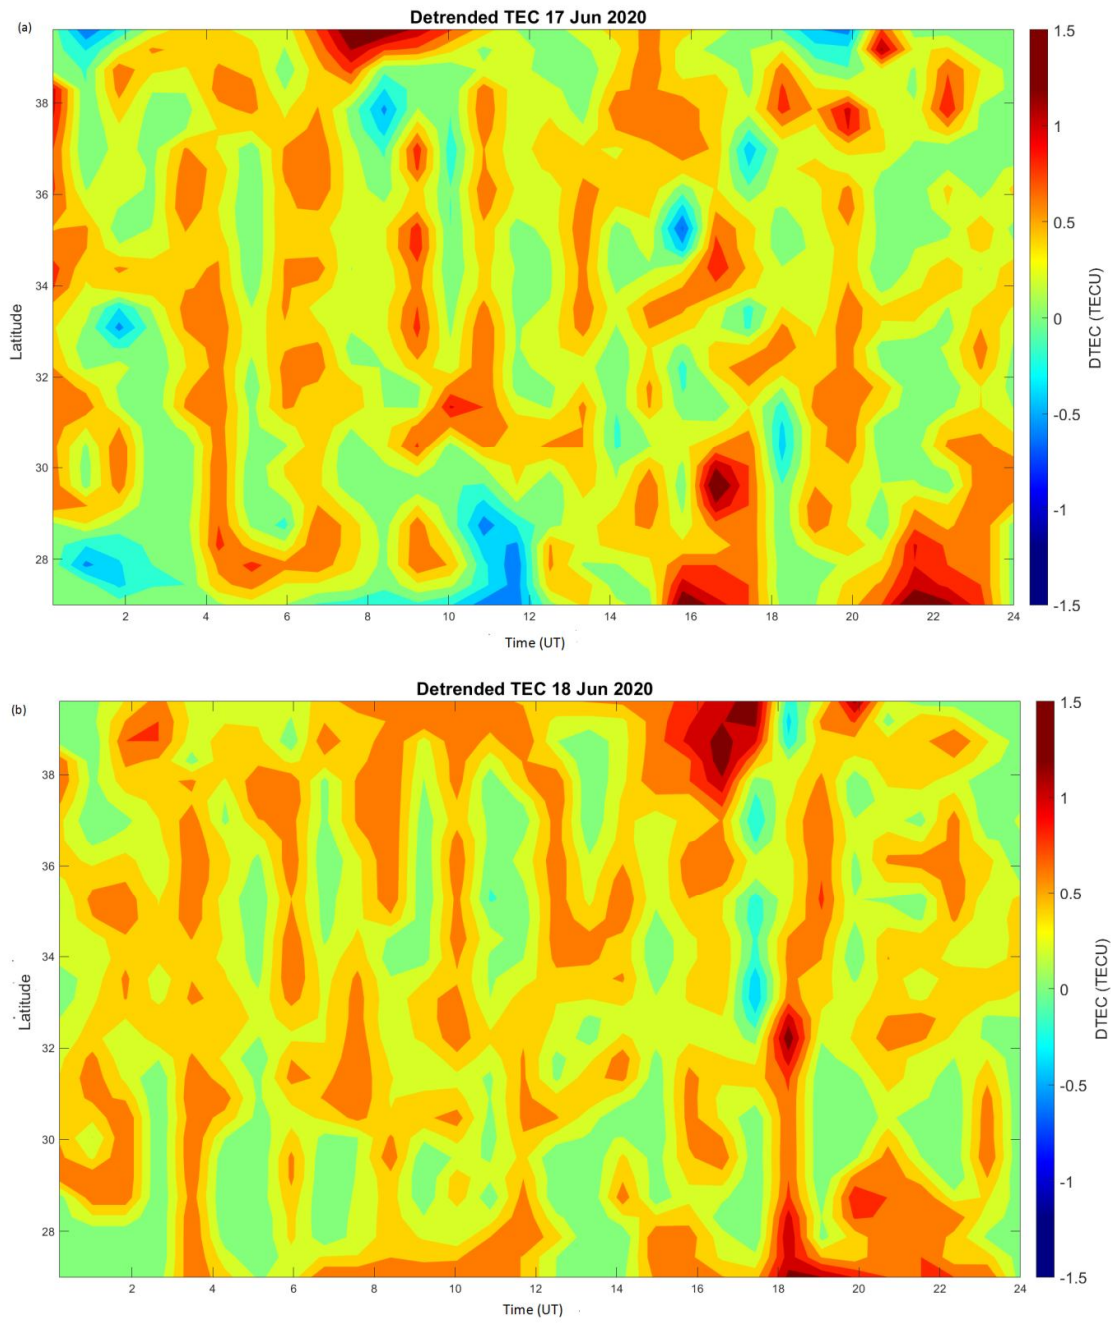 (a)
Detrended TEC 17 Jun 2020
Latitude
38
36
34
32
30
28
2 4 6 8 10 12 14 16 18 20 22 24
Time (UT)
1.5
1
0.5
0
-0.5
-1
-1.5
DTEC (TECU)
(b)
Detrended TEC 18 Jun 2020
Latitude
38
36
34
32
30
28
2 4 6 8 10 12 14 16 18 20 22 24
Time (UT)
1.5
1
0.5
0
-0.5
-1
-1.5
DTEC (TECU)